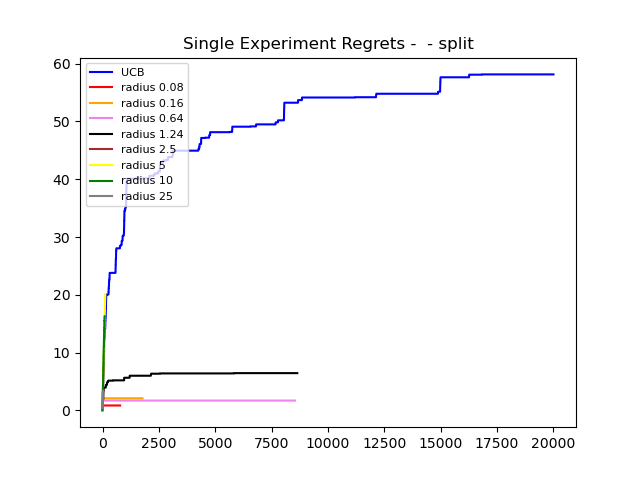 Single Experiment Regrets -  - split
60
50
40
30
20
10
0
UCB
radius 0.08
radius 0.16
radius 0.64
radius 1.24
radius 2.5
radius 5
radius 10
radius 25
0 2500 5000 7500 10000 12500 15000 17500 20000